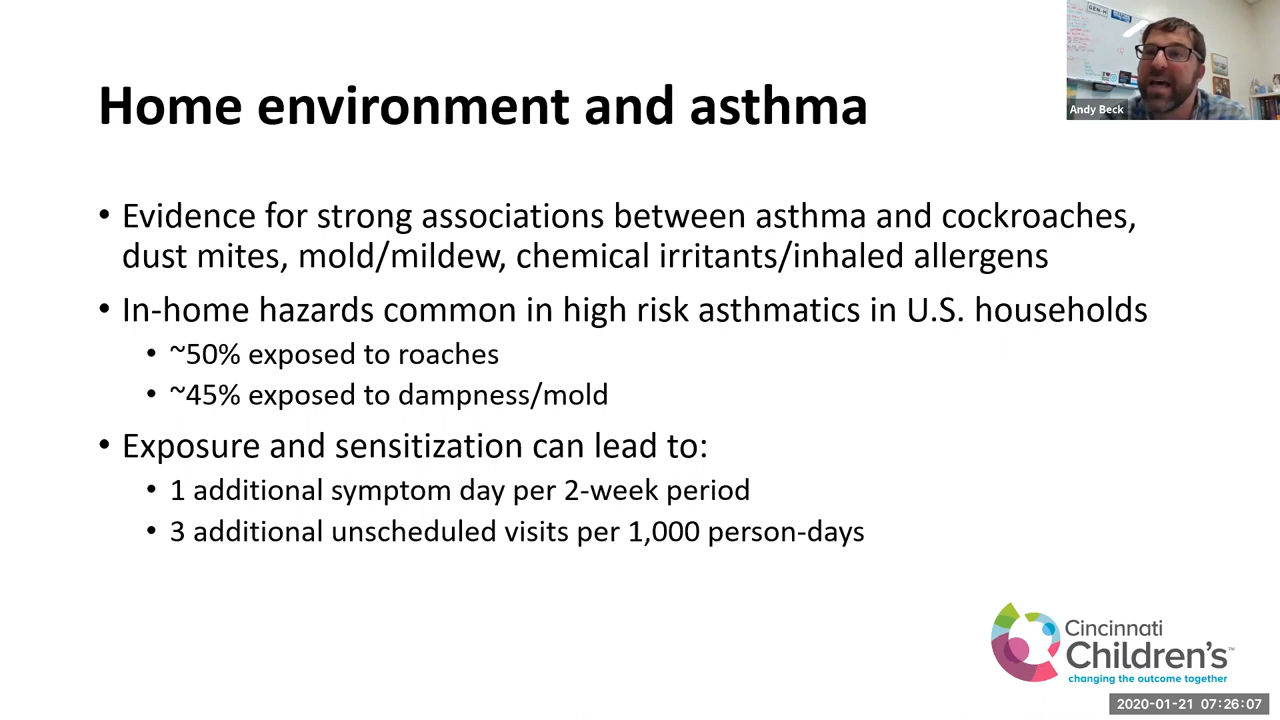 Home environment and asthma
Andy Beck
• Evidence for strong associations between asthma and cockroaches,
dust mites, mold/mildew, chemical irritants/inhaled allergens
• In-home hazards common in high risk asthmatics in U.S. households
• ~50% exposed to roaches
• ~45% exposed to dampness/mold
• Exposure and sensitization can lead to:
• 1 additional symptom day per 2-week period
• 3 additional unscheduled visits per 1,000 person-days
Cincinnati
Children's™
changing the outcome together
2020-01-21 07:26:07